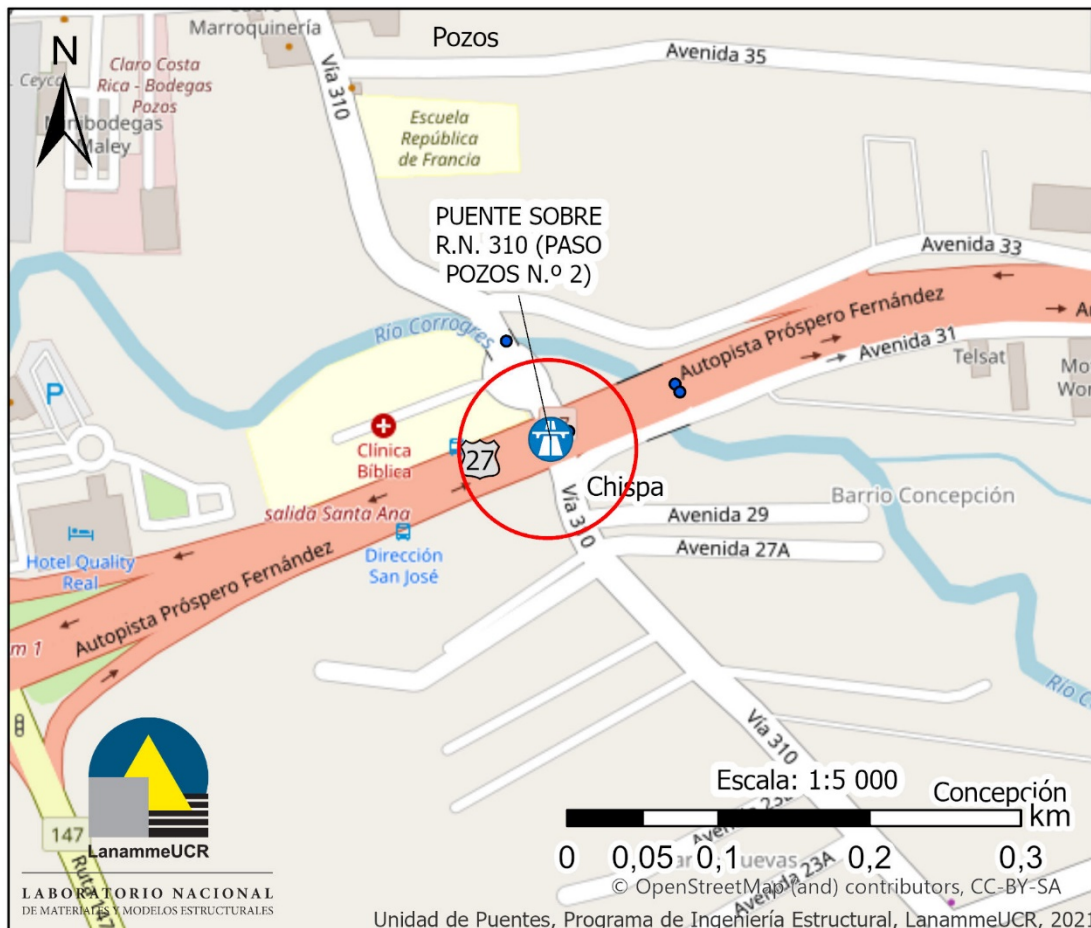 Marroquinería
Pozos
Avenida 35
N
Ceyco
Claro Costa
Rica - Bodegas
Pozos
Minibodegas
Maley
Vía 310
Escuela
República
de Francia
PUENTE SOBRE
R.N. 310 (PASO
POZOS N.º 2)
Avenida 33
Río Corrogres
Autopista Próspero Fernández
Avenida 31
Telsat
P
Clínica
Bíblica
27
Chispa
Barrio Concepción
salida Santa Ana
Avenida 29
Vía 310
Avenida 27A
Hotel Quality
Real
Dirección
San José
Autopista Próspero Fernández
Vía 310
Escala: 1:5 000
Concepción
km
0 0,05 0,1 0,2 0,3
Avenida 23A
147
LanammeUCR
LABORATORIO NACIONAL
DE MATERIALES Y MODELOS ESTRUCTURALES
© OpenStreetMap (and) contributors, CC-BY-SA
Unidad de Puentes, Programa de Ingeniería Estructural, LanammeUCR, 2021